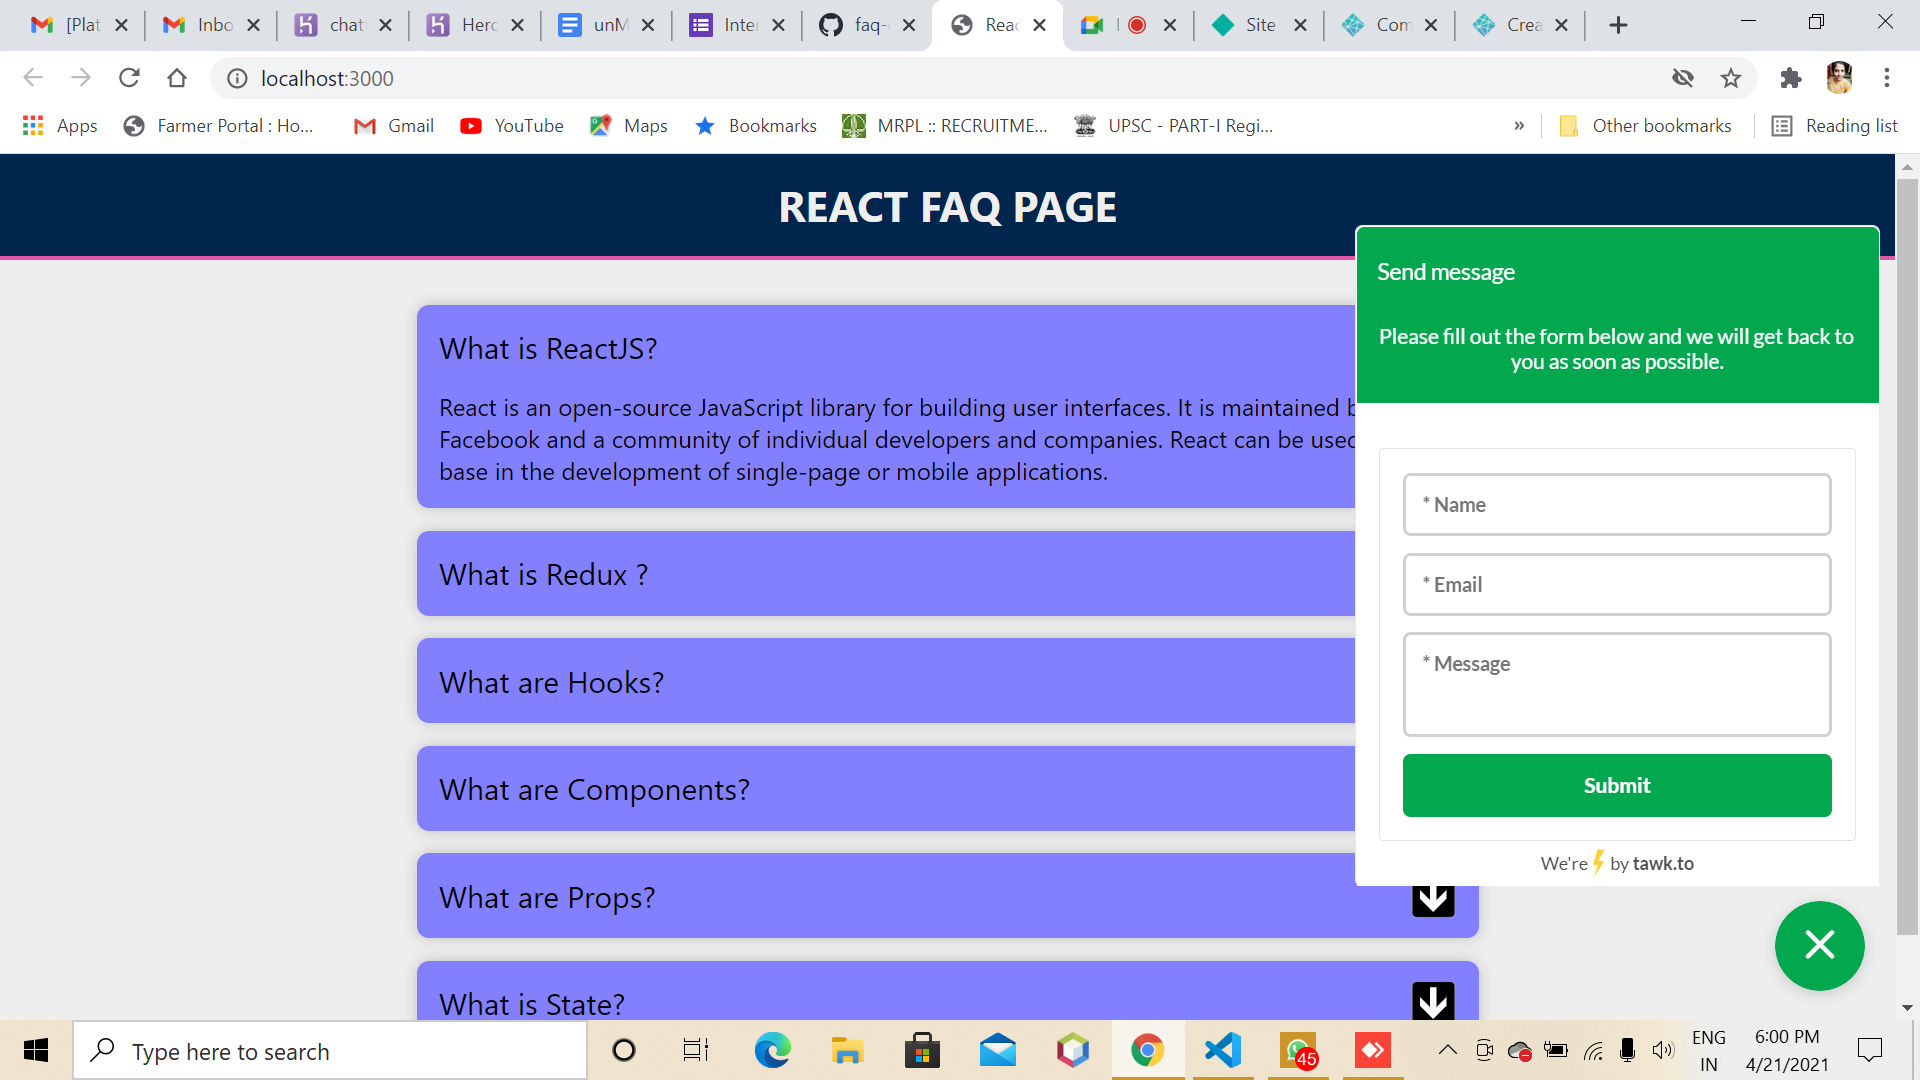 [Plat
Inbo
chat
Hero
unM
Inter
faq-
Reac
Site
Com
Crea
localhost:3000
Apps
Farmer Portal : Ho...
Gmail
YouTube
Maps
Bookmarks
MRPL :: RECRUITME...
UPSC - PART-I Regi...
»
Other bookmarks
Reading list
REACT FAQ PAGE
What is ReactJS?
React is an open-source JavaScript library for building user interfaces. It is maintained
Facebook and a community of individual developers and companies. React can be used
base in the development of single-page or mobile applications.
What is Redux ?
What are Hooks?
What are Components?
What are Props?
What is State?
Send message
Please fill out the form below and we will get back to
you as soon as possible.
* Name
* Email
* Message
Submit
We're by tawk.to
Type here to search
45
ENG
IN
6:00 PM
4/21/2021